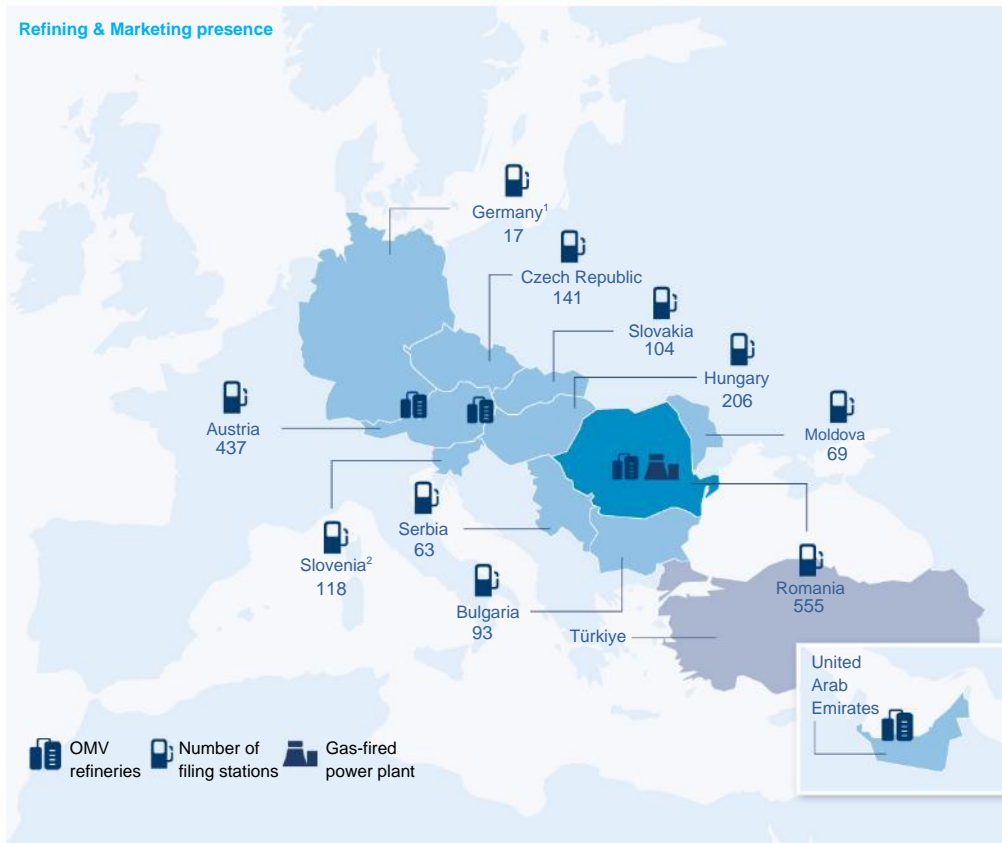 Refining & Marketing presence
Germany¹
17
Czech Republic
141
Slovakia
104
Hungary
206
Austria
437
Moldova
69
Serbia
63
Slovenia²
118
Romania
555
Bulgaria
93
Türkiye
United
Arab
Emirates
OMV
refineries
Number of
filing stations
Gas-fired
power plant